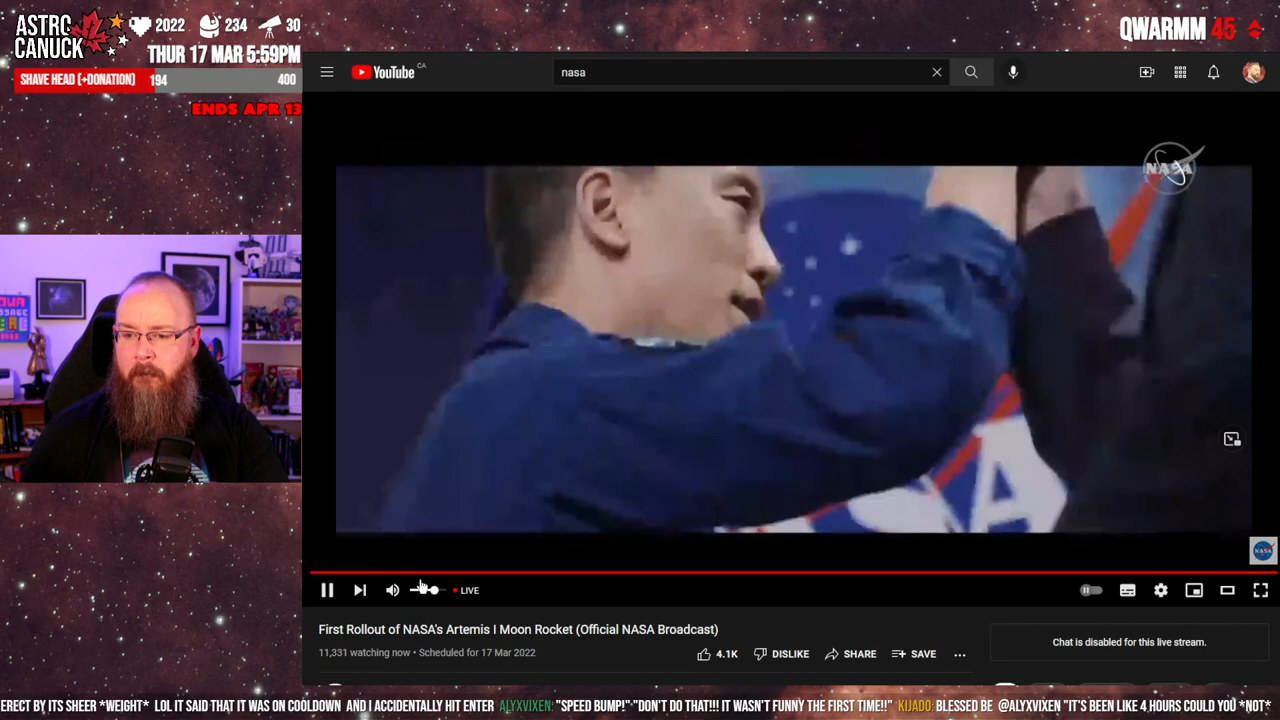 ASTRO
CANUCK
2022
234
30
THUR 17 MAR 5:59PM
SHAVE HEAD (+DONATION)
194
400
ENDS APR 13
QWARMM 45
YouTube CA
nasa
NASA
A
NASA
LIVE
First Rollout of NASA's Artemis I Moon Rocket (Official NASA Broadcast)
11,331 watching now • Scheduled for 17 Mar 2022
4.1K
DISLIKE
SHARE
SAVE
Chat is disabled for this live stream.
ERECT BY ITS SHEER *WEIGHT* LOL IT SAID THAT IT WAS ON COOLDOWN AND I ACCIDENTALLY HIT ENTER ALYXVIXEN: "SPEED BUMP!" "DON'T DO THAT!!! IT WASN'T FUNNY THE FIRST TIME!!" KIJADO: BLESSED BE @ALYXVIXEN "IT'S BEEN LIKE 4 HOURS COULD YOU *NOT*